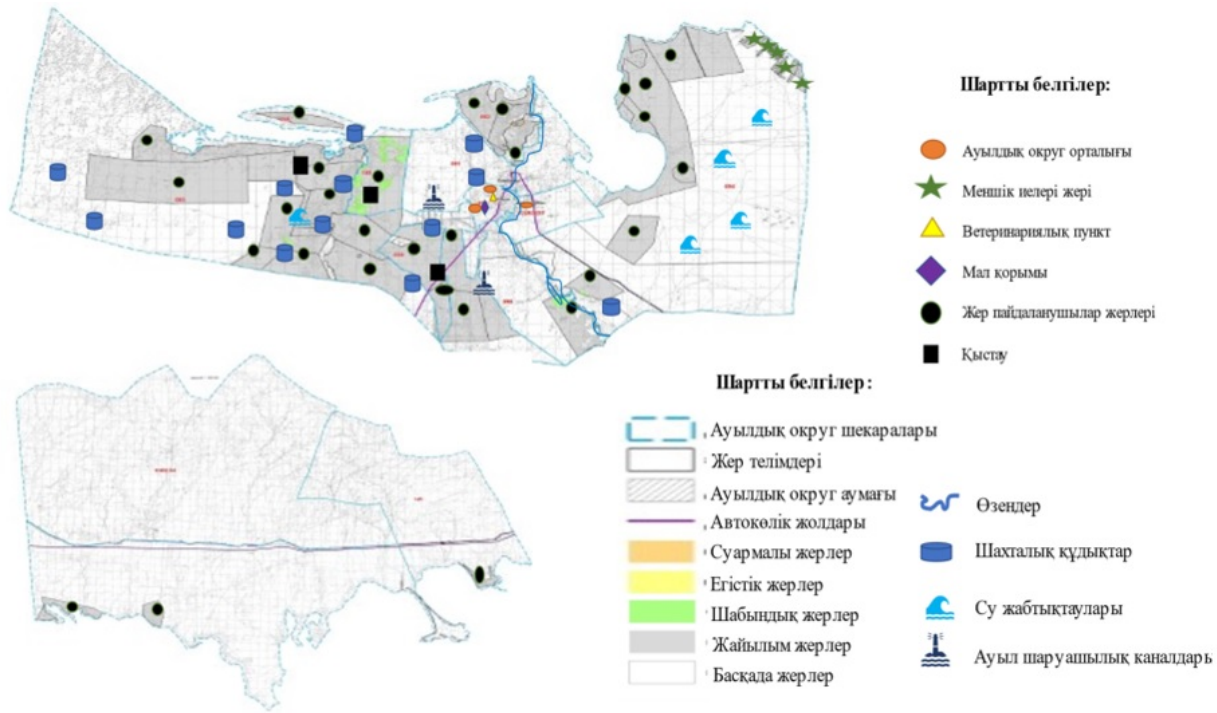 Шартты белгілер:
Ауылдық округ орталығы
Меншік иелері жері
Ветеринариялық пункт
Мал қорымы
Жер пайдаланушылар жерлері
Қыстау
Шартты белгілер:
Ауылдық округ шекаралары
Жер телімдері
Ауылдық округ аумағы
Автокөлік жолдары
Суармалы жерлер
Егістік жерлер
Шабындық жерлер
Жайылым жерлер
Басқада жерлер
Өзендер
Шахталық құдықтар
Су жабтықтаулары
Ауыл шаруашылық каналдары